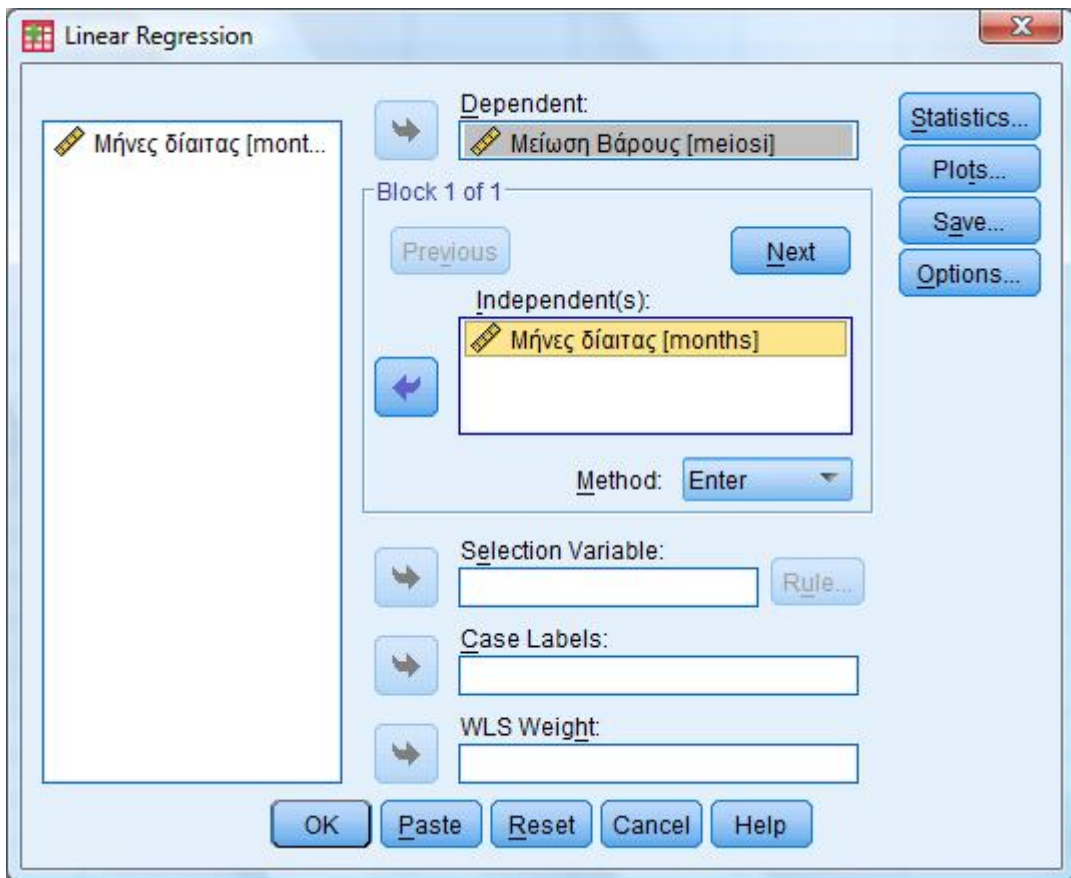 Linear Regression
Μήνες δίαιτας [mont...
Dependent:
Μείωση Βάρους [meiosi]
Block 1 of 1
Previous
Next
Independent(s):
Μήνες δίαιτας [months]
Method:
Enter
Selection Variable:
Rule...
Case Labels:
WLS Weight:
Statistics...
Plots...
Save...
Options...
OK
Paste
Reset
Cancel
Help